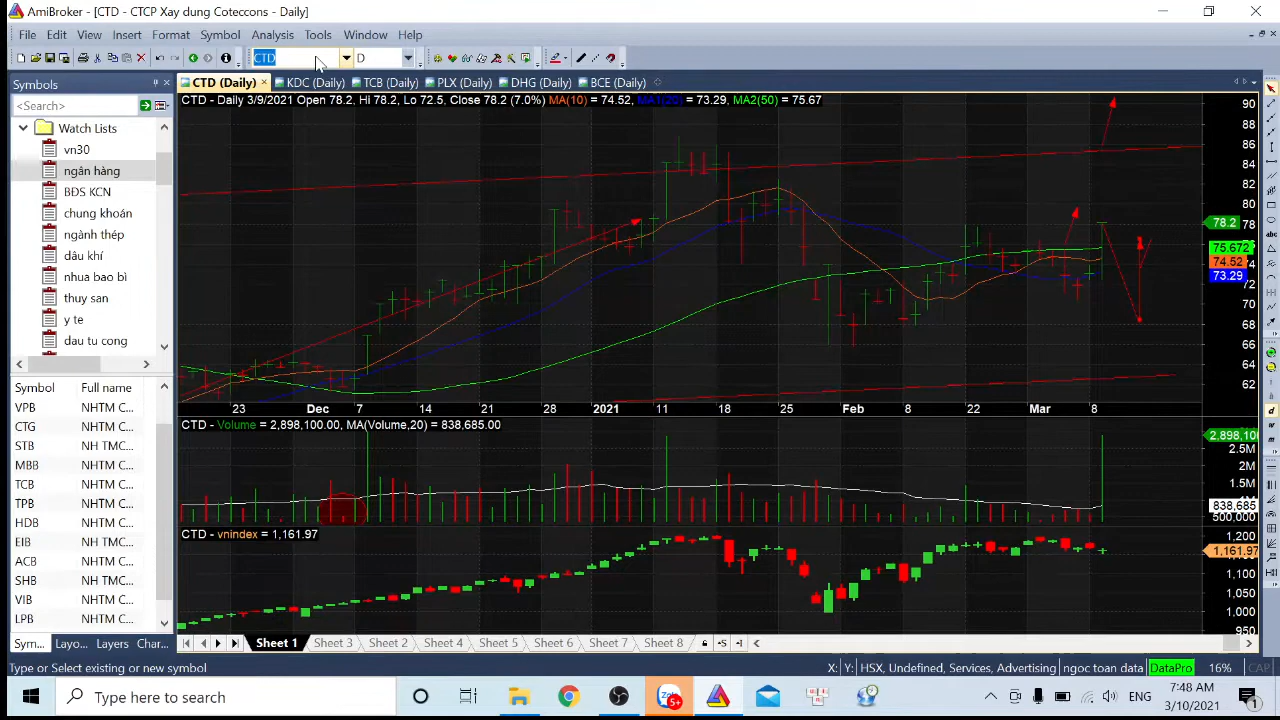 AmiBroker - [CTD - CTCP Xay dung Coteccons - Daily]
File Edit View Insert Format Symbol Analysis Tools Window Help
CTD D
Symbols
CTD (Daily) KDC (Daily) TCB (Daily) PLX (Daily) DHG (Daily) BCE (Daily)
<Search>
CTD - Daily 3/9/2021 Open 78.2, Hi 78.2, Lo 72.5, Close 78.2 (7.0%) MA(10) = 74.52, MA1(20) = 73.29, MA2(50) = 75.67
Watch Lists
vn30
ngân hàng
BĐS KCN
chung khoán
ngành thép
dầu khí
nhua bao bì
thuy san
y te
dau tu cong
90
88
86
84
82
80
78.2 78
75.672
74.52 74
73.29
70
68
66
64
62
23 Dec 7 14 21 28 2021 11 18 25 Feb 8 22 Mar 8
Symbol Full name
VPB NHTM C...
CTG NHTM C...
STB NH TM C...
MBB NHTM C...
TCB NHTM C...
TPB NHTM C...
HDB NHTM C...
EIB NHTM C...
ACB NHTM C...
SHB NH TMC...
VIB NHTM C...
LPB NHTM C...
CTD - Volume = 2,898,100.00, MA(Volume,20) = 838,685.00
2,898,100
2.5M
2M
1.5M
838,685
500,000
CTD - vnindex = 1,161.97
1,200
1,161.97
1,100
1,050
1,000
950
Sym... Layo... Layers Char...
Sheet 1 Sheet 3 Sheet 2 Sheet 4 Sheet 5 Sheet 6 Sheet 7 Sheet 8
Type or Select existing or new symbol
X: Y: HSX, Undefined, Services, Advertising ngoc toan data DataPro 16% CAP
Type here to search
Zalo 5+
ENG
7:48 AM
3/10/2021
1